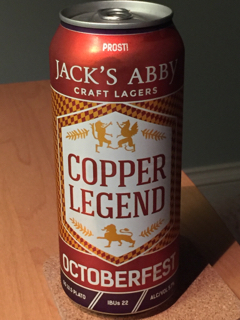 PROST!
JACK'S ABBY
CRAFT LAGERS
COPPER
LEGEND
OCTOBERFEST
IBUs 22